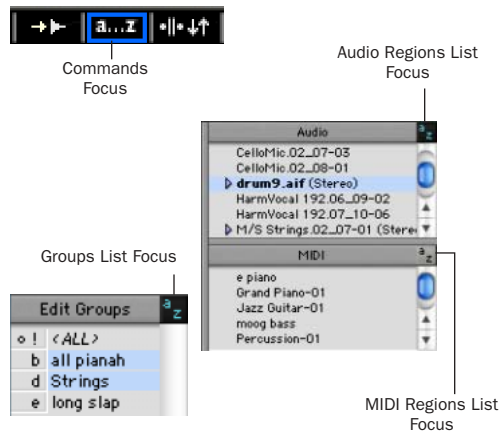 a...z
Commands
Focus
Audio Regions List
Focus
Audio
a
z
CelloMic.02_07-03
CelloMic.02_08-01
drum9.aif (Stereo)
HarmVocal 192.06_09-02
HarmVocal 192.07_10-06
M/S Strings.02_07-01 (Stere
MIDI
a
z
e piano
Grand Piano-01
Jazz Guitar-01
moog bass
Percussion-01
Groups List Focus
Edit Groups
a
z
! <ALL>
b all pianah
d Strings
e long slap
MIDI Regions List
Focus